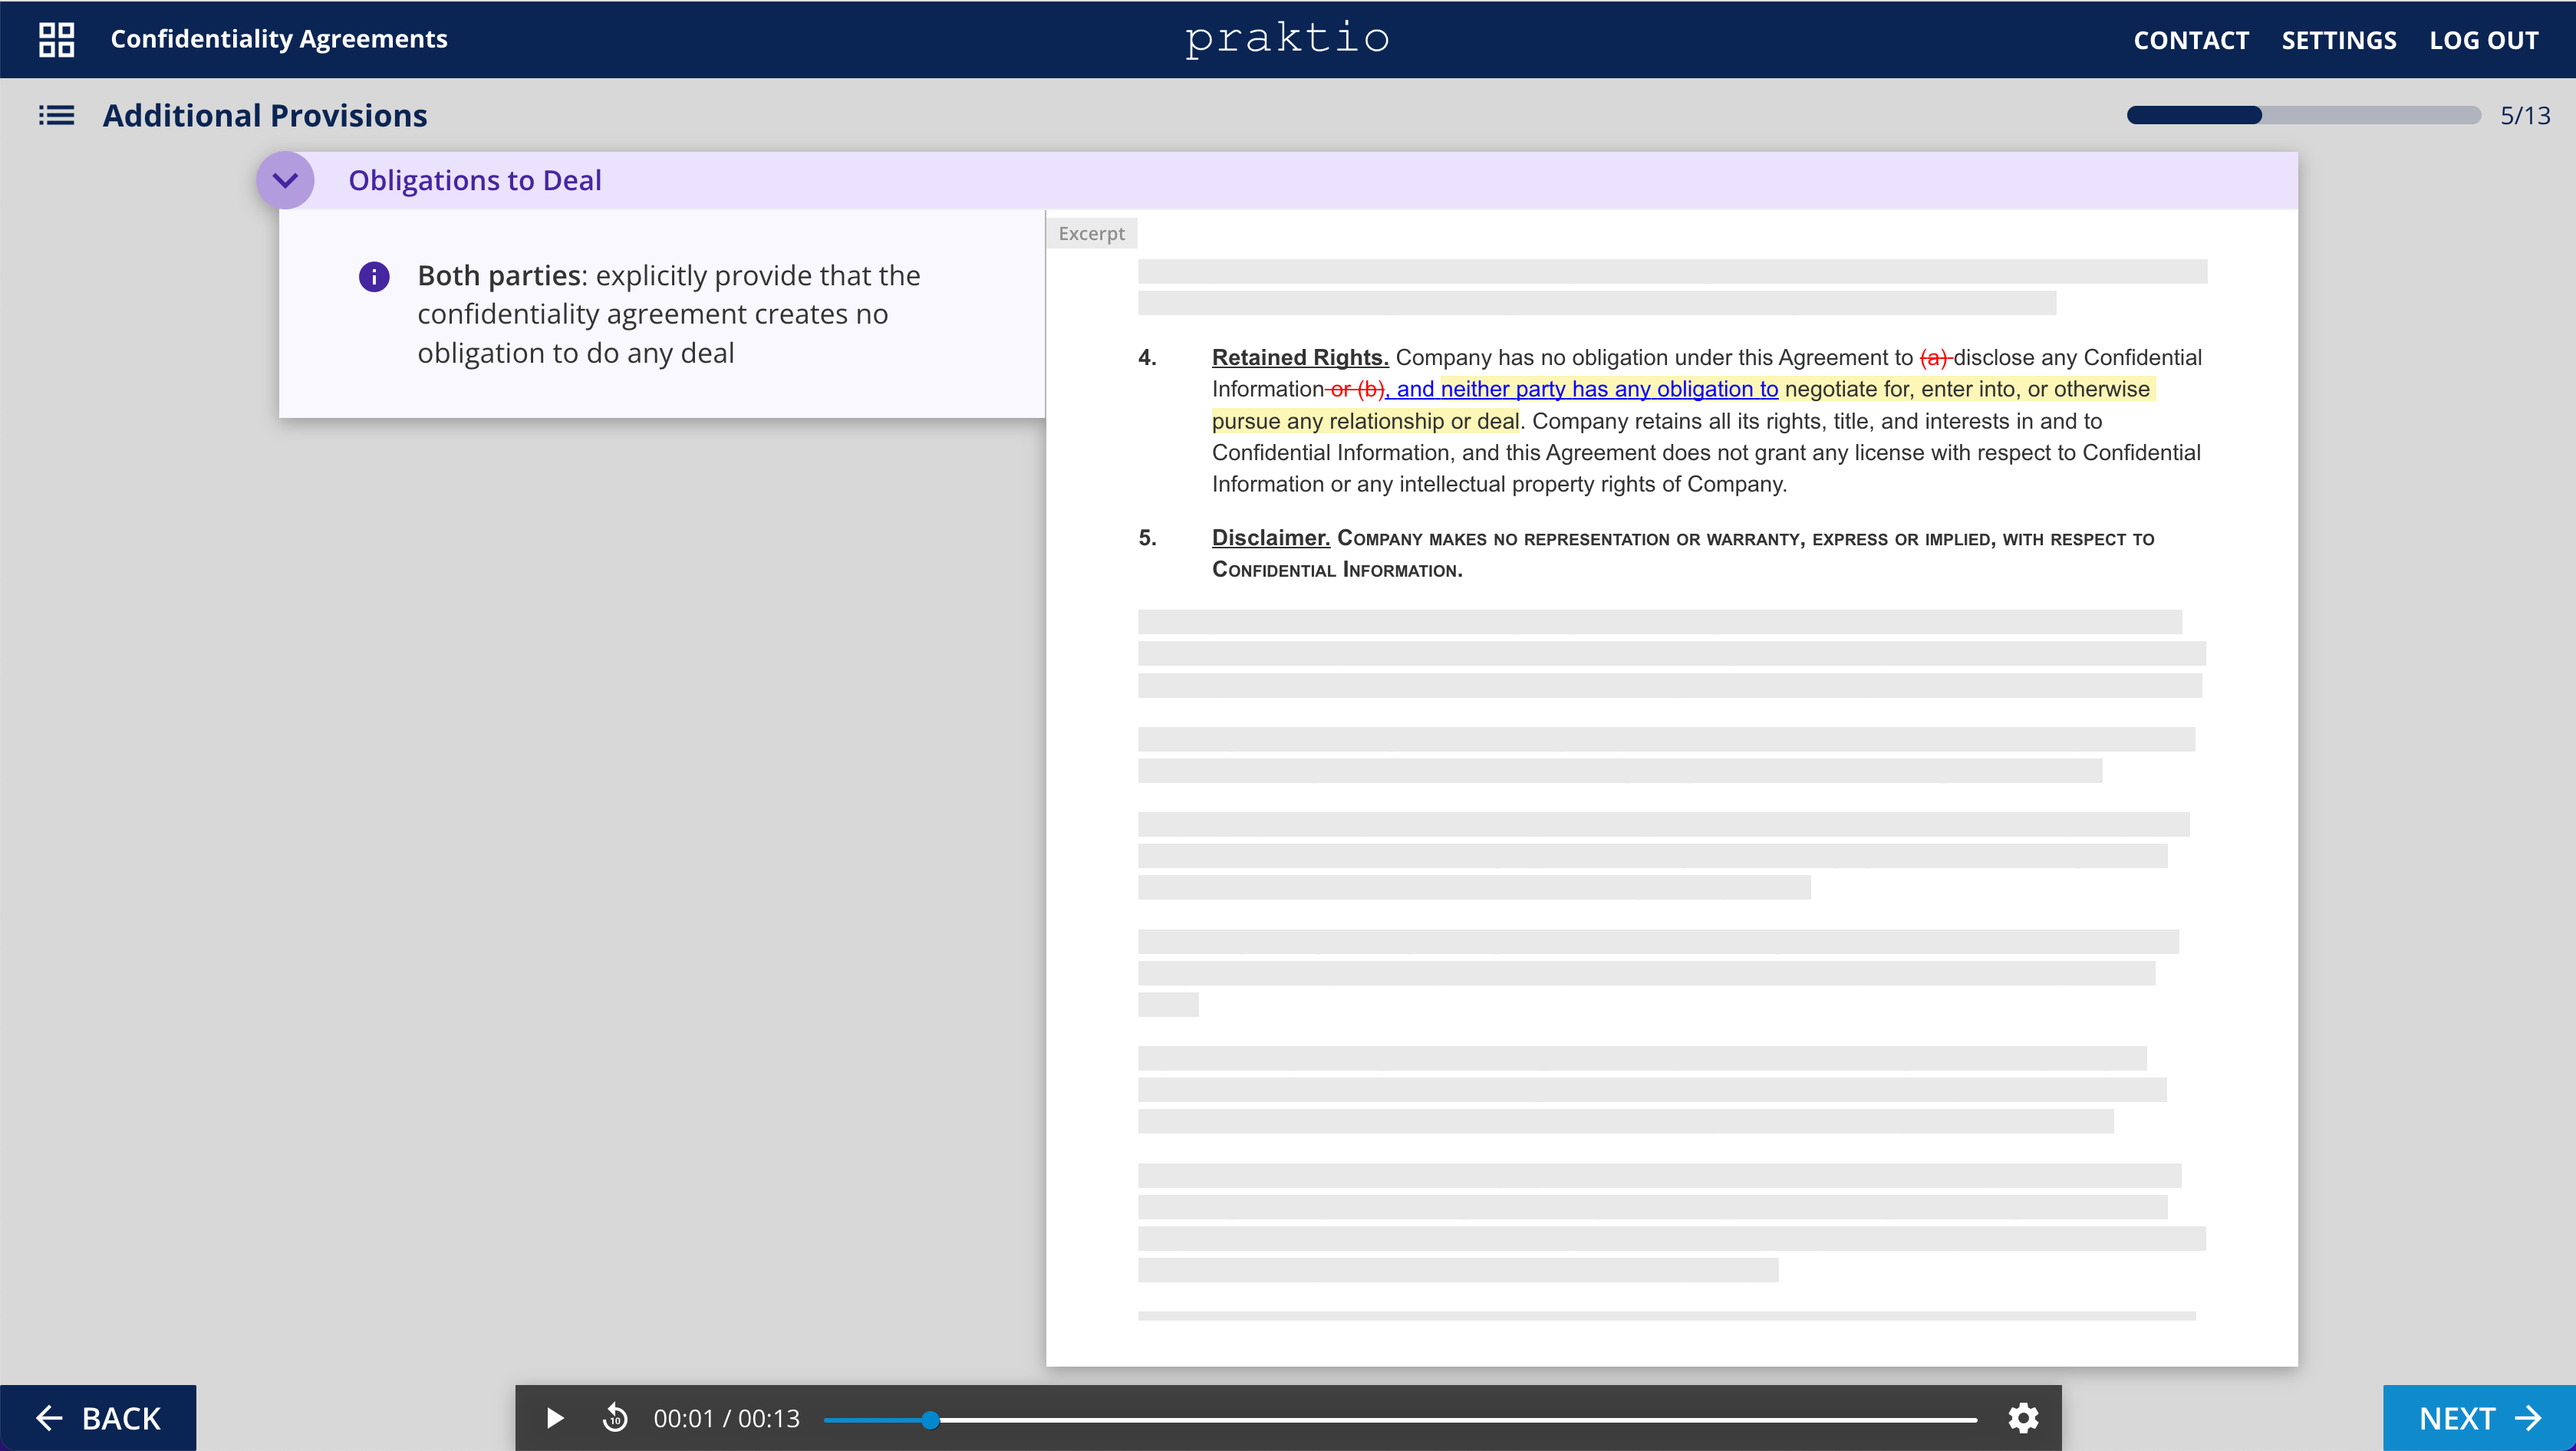 Confidentiality Agreements
praktio
CONTACT SETTINGS LOG OUT
Additional Provisions
5/13
Obligations to Deal
Both parties: explicitly provide that the
confidentiality agreement creates no
obligation to do any deal
Excerpt
4. Retained Rights. Company has no obligation under this Agreement to (a) disclose any Confidential
Information or (b), and neither party has any obligation to negotiate for, enter into, or otherwise
pursue any relationship or deal. Company retains all its rights, title, and interests in and to
Confidential Information, and this Agreement does not grant any license with respect to Confidential
Information or any intellectual property rights of Company.
5. Disclaimer. COMPANY MAKES NO REPRESENTATION OR WARRANTY, EXPRESS OR IMPLIED, WITH RESPECT TO
CONFIDENTIAL INFORMATION.
BACK
10
00:01 / 00:13
NEXT